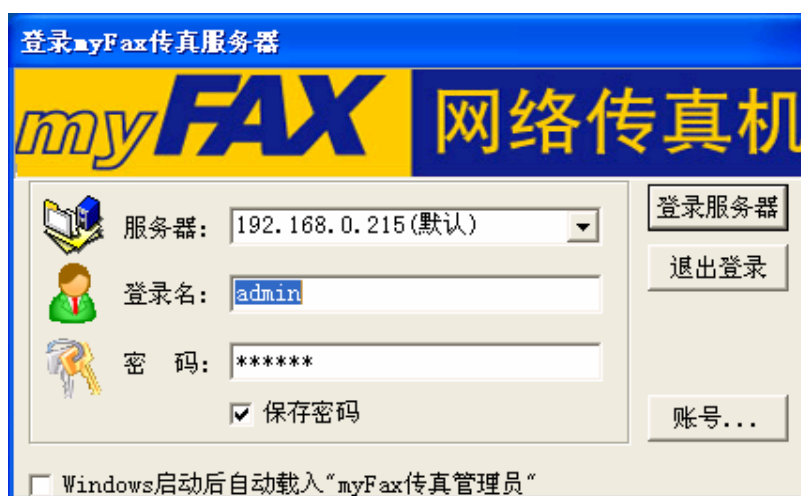 登录myFax传真服务器
myFAX 网络传真机
服务器: 192.168.0.215(默认)
登录服务器
退出登录
登录名: admin
密 码: ******
保存密码
账号...
Windows启动后自动载入"myFax传真管理员"